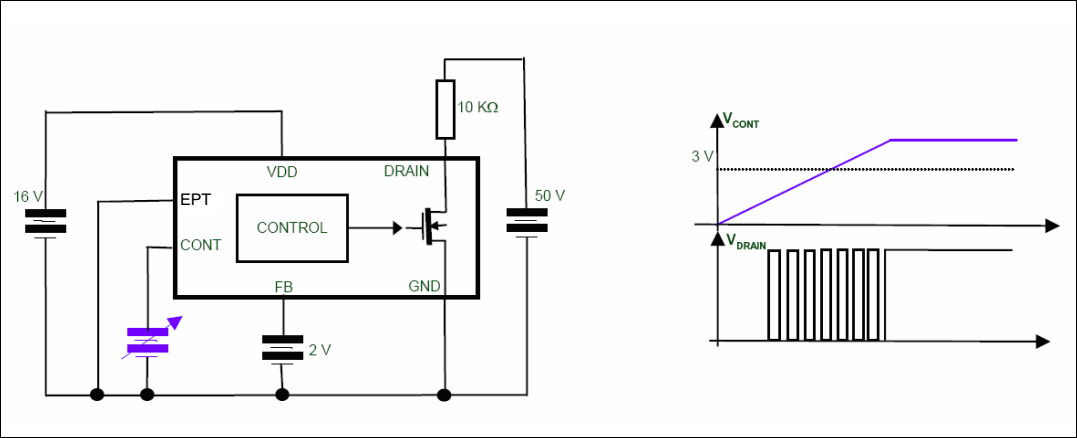 10 KΩ
VDD
DRAIN
16 V
EPT
50 V
CONTROL
CONT
FB
GND
2 V
VCONT
3 V
VDRAIN